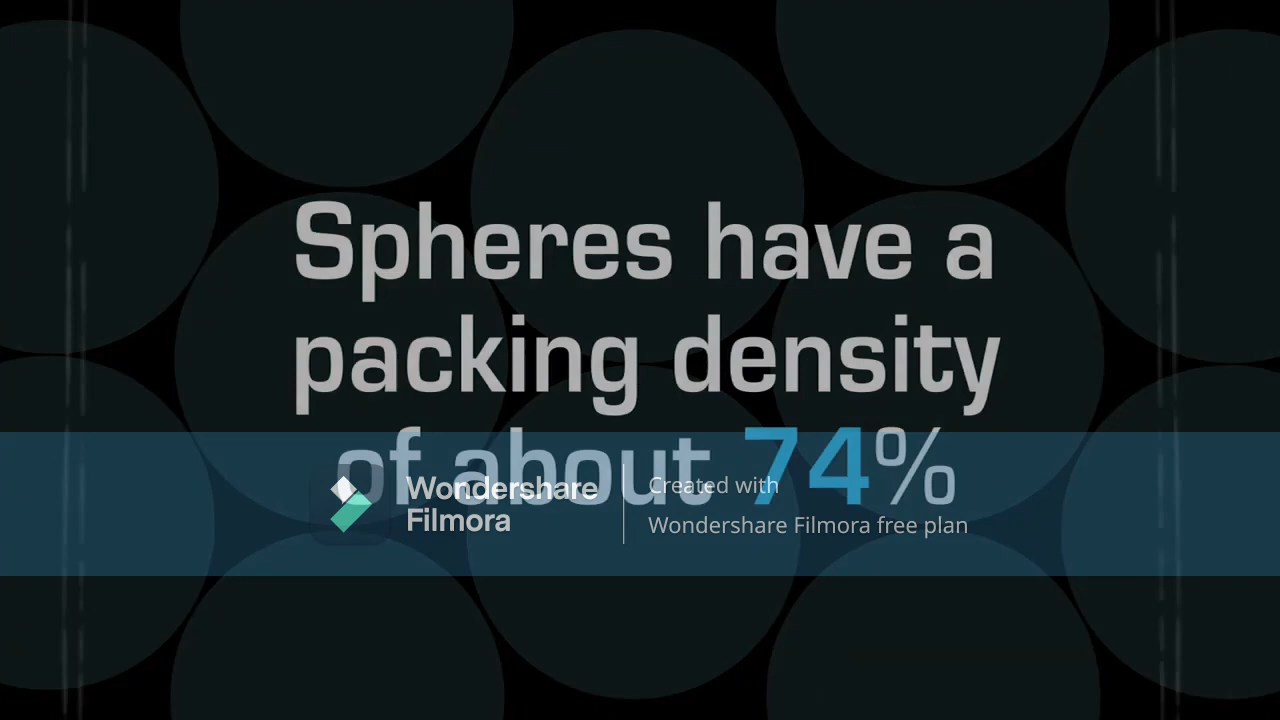 Spheres have a
packing density
of about 74%
Wondershare
Filmora
Created with
Wondershare Filmora free plan